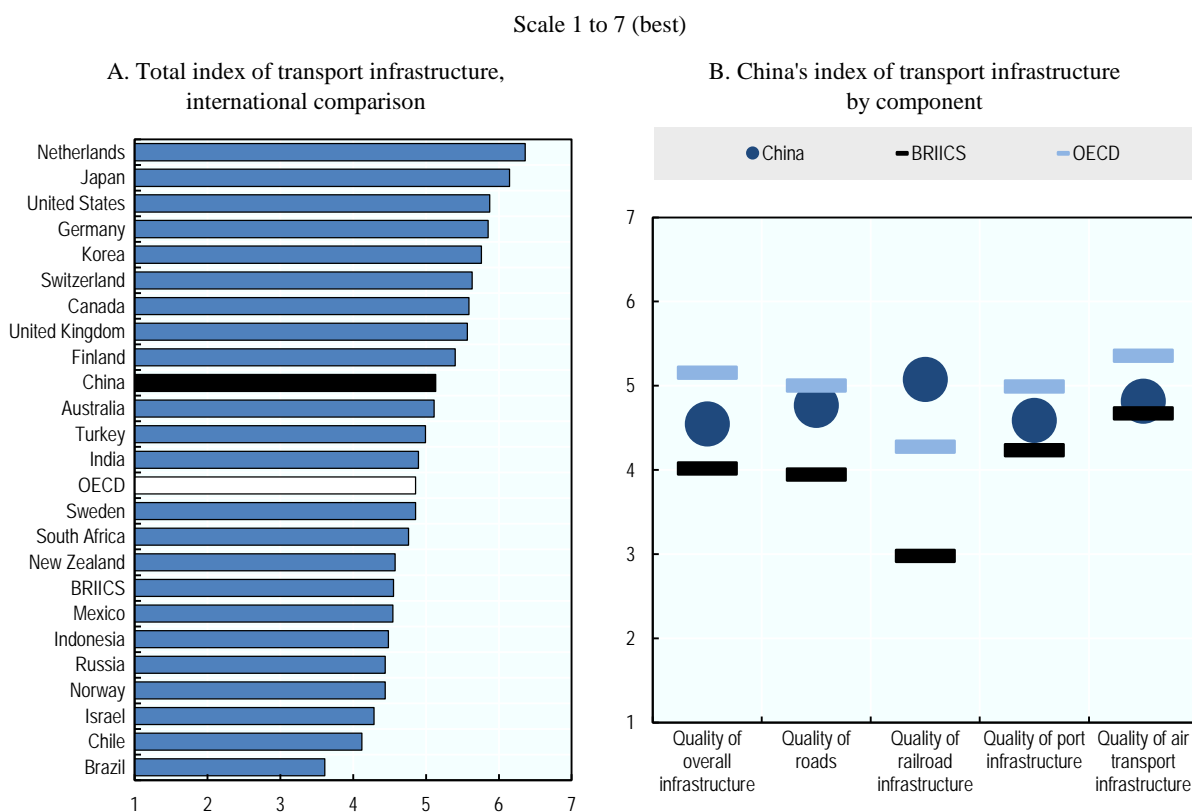 Scale 1 to 7 (best)
A. Total index of transport infrastructure,
international comparison
Netherlands
Japan
United States
Germany
Korea
Switzerland
Canada
United Kingdom
Finland
China
Australia
Turkey
India
OECD
Sweden
South Africa
New Zealand
BRIICS
Mexico
Indonesia
Russia
Norway
Israel
Chile
Brazil
1 2 3 4 5 6 7
B. China's index of transport infrastructure
by component
China BRIICS OECD
7
6
5
4
3
2
1
Quality of
overall
infrastructure
Quality of
roads
Quality of
railroad
infrastructure
Quality of port
infrastructure
Quality of air
transport
infrastructure